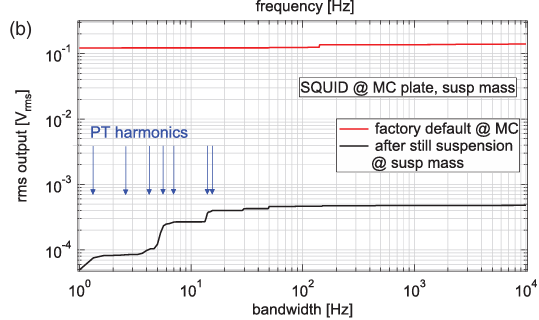 frequency [Hz]
(b)
10⁻¹
SQUID @ MC plate, susp mass
10⁻²
factory default @ MC
after still suspension
@ susp mass
PT harmonics
rms output [Vrms]
10⁻³
10⁻⁴
10⁰ 10¹ 10² 10³ 10⁴
bandwidth [Hz]